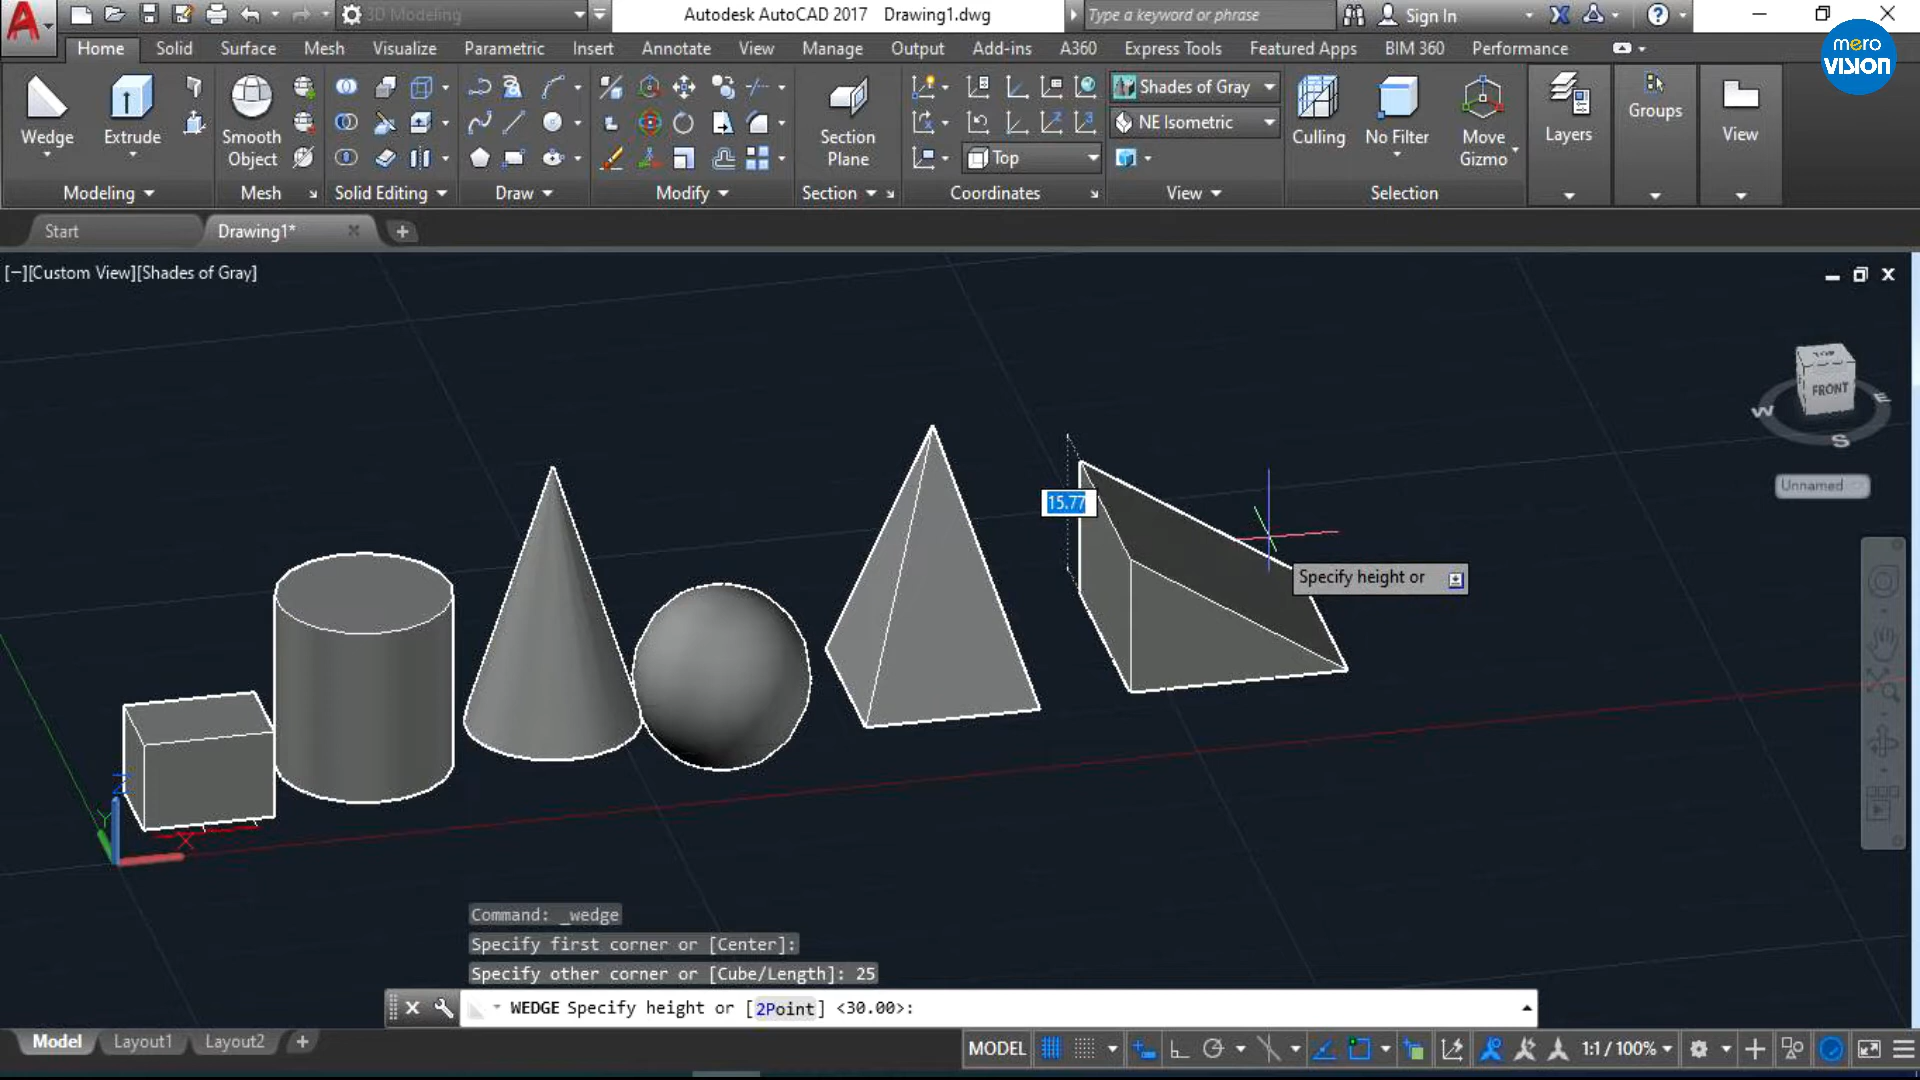 3D Modeling
Autodesk AutoCAD 2017 Drawing1.dwg
Type a keyword or phrase
Sign In
mero
VISION
Home Solid Surface Mesh Visualize Parametric Insert Annotate View Manage Output Add-ins A360 Express Tools Featured Apps BIM 360 Performance
Wedge
Extrude
Smooth
Object
Section
Plane
Top
Shades of Gray
NE Isometric
Culling
No Filter
Move
Gizmo
Layers
Groups
View
Modeling Mesh Solid Editing Draw Modify Section Coordinates View Selection
Start Drawing1*
[−][Custom View][Shades of Gray]
TOP
FRONT
W
E
S
Unnamed
15.77
Specify height or
Z
Y
X
Command: _wedge
Specify first corner or [Center]:
Specify other corner or [Cube/Length]: 25
WEDGE Specify height or [2Point] <30.00>:
Model Layout1 Layout2 +
MODEL 1:1 / 100%